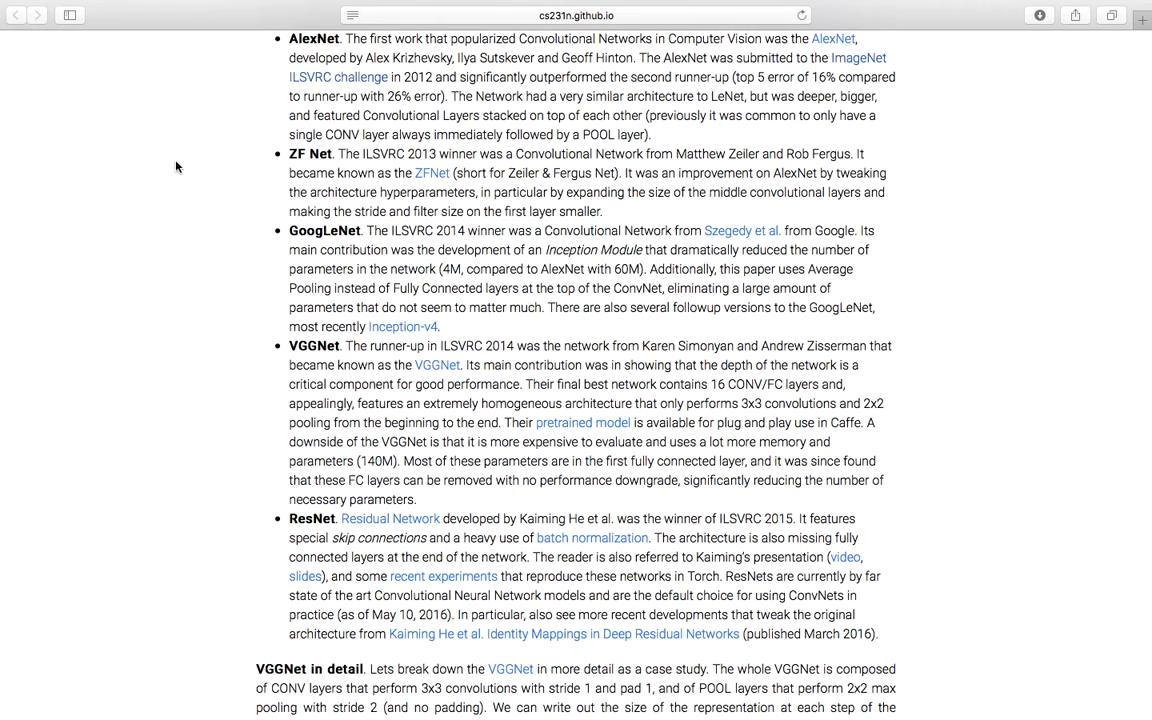 cs231n.github.io
AlexNet. The first work that popularized Convolutional Networks in Computer Vision was the AlexNet,
developed by Alex Krizhevsky, Ilya Sutskever and Geoff Hinton. The AlexNet was submitted to the ImageNet
ILSVRC challenge in 2012 and significantly outperformed the second runner-up (top 5 error of 16% compared
to runner-up with 26% error). The Network had a very similar architecture to LeNet, but was deeper, bigger,
and featured Convolutional Layers stacked on top of each other (previously it was common to only have a
single CONV layer always immediately followed by a POOL layer).
ZF Net. The ILSVRC 2013 winner was a Convolutional Network from Matthew Zeiler and Rob Fergus. It
became known as the ZFNet (short for Zeiler & Fergus Net). It was an improvement on AlexNet by tweaking
the architecture hyperparameters, in particular by expanding the size of the middle convolutional layers and
making the stride and filter size on the first layer smaller.
GoogLeNet. The ILSVRC 2014 winner was a Convolutional Network from Szegedy et al. from Google. Its
main contribution was the development of an Inception Module that dramatically reduced the number of
parameters in the network (4M, compared to AlexNet with 60M). Additionally, this paper uses Average
Pooling instead of Fully Connected layers at the top of the ConvNet, eliminating a large amount of
parameters that do not seem to matter much. There are also several followup versions to the GoogLeNet,
most recently Inception-v4.
VGGNet. The runner-up in ILSVRC 2014 was the network from Karen Simonyan and Andrew Zisserman that
became known as the VGGNet. Its main contribution was in showing that the depth of the network is a
critical component for good performance. Their final best network contains 16 CONV/FC layers and,
appealingly, features an extremely homogeneous architecture that only performs 3x3 convolutions and 2x2
pooling from the beginning to the end. Their pretrained model is available for plug and play use in Caffe. A
downside of the VGGNet is that it is more expensive to evaluate and uses a lot more memory and
parameters (140M). Most of these parameters are in the first fully connected layer, and it was since found
that these FC layers can be removed with no performance downgrade, significantly reducing the number of
necessary parameters.
ResNet. Residual Network developed by Kaiming He et al. was the winner of ILSVRC 2015. It features
special skip connections and a heavy use of batch normalization. The architecture is also missing fully
connected layers at the end of the network. The reader is also referred to Kaiming's presentation (video,
slides), and some recent experiments that reproduce these networks in Torch. ResNets are currently by far
state of the art Convolutional Neural Network models and are the default choice for using ConvNets in
practice (as of May 10, 2016). In particular, also see more recent developments that tweak the original
architecture from Kaiming He et al. Identity Mappings in Deep Residual Networks (published March 2016).
VGGNet in detail. Lets break down the VGGNet in more detail as a case study. The whole VGGNet is composed
of CONV layers that perform 3x3 convolutions with stride 1 and pad 1, and of POOL layers that perform 2x2 max
pooling with stride 2 (and no padding). We can write out the size of the representation at each step of the